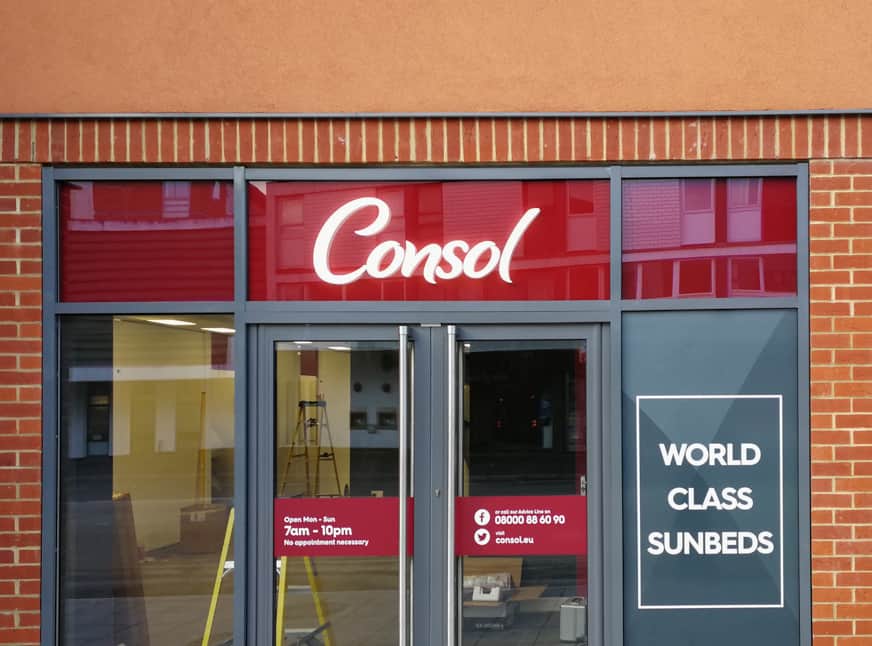 Consol
WORLD
CLASS
SUNBEDS
Open Mon - Sun
7am - 10pm
No appointment necessary
or call our Advice Line on
08000 88 60 90
visit
consol.eu